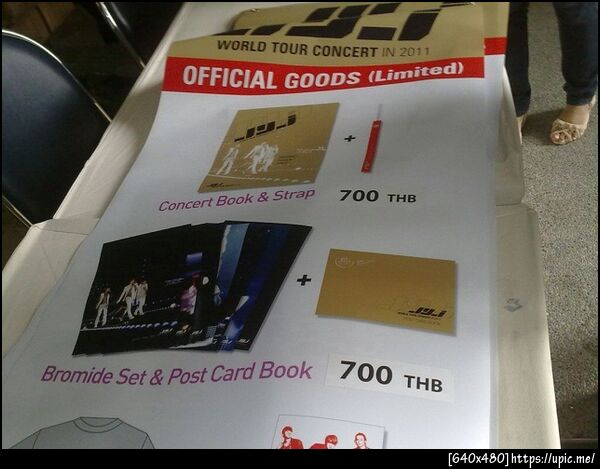 WORLD TOUR CONCERT IN 2011
OFFICIAL GOODS (Limited)
JYJ
+
Concert Book & Strap 700 THB
+
JYJ
Bromide Set & Post Card Book 700 THB
[640x480]https://upic.me/